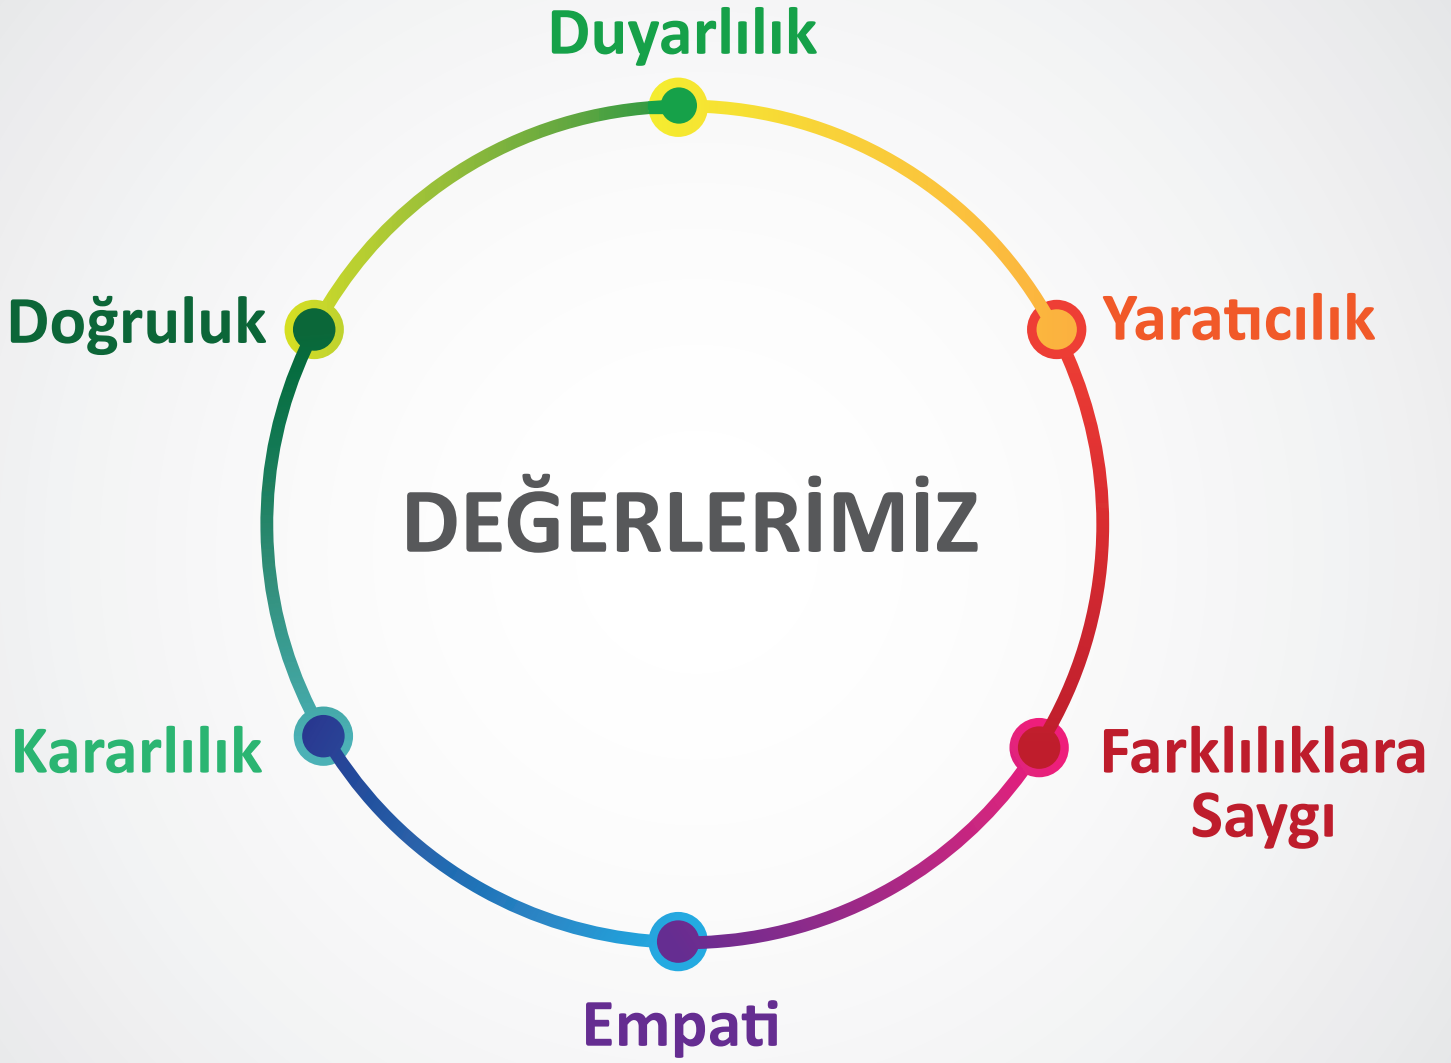 Duyarlılık
Doğruluk
Yaratıcılık
DEĞERLERİMİZ
Kararlılık
Farklılıklara
Saygı
Empati